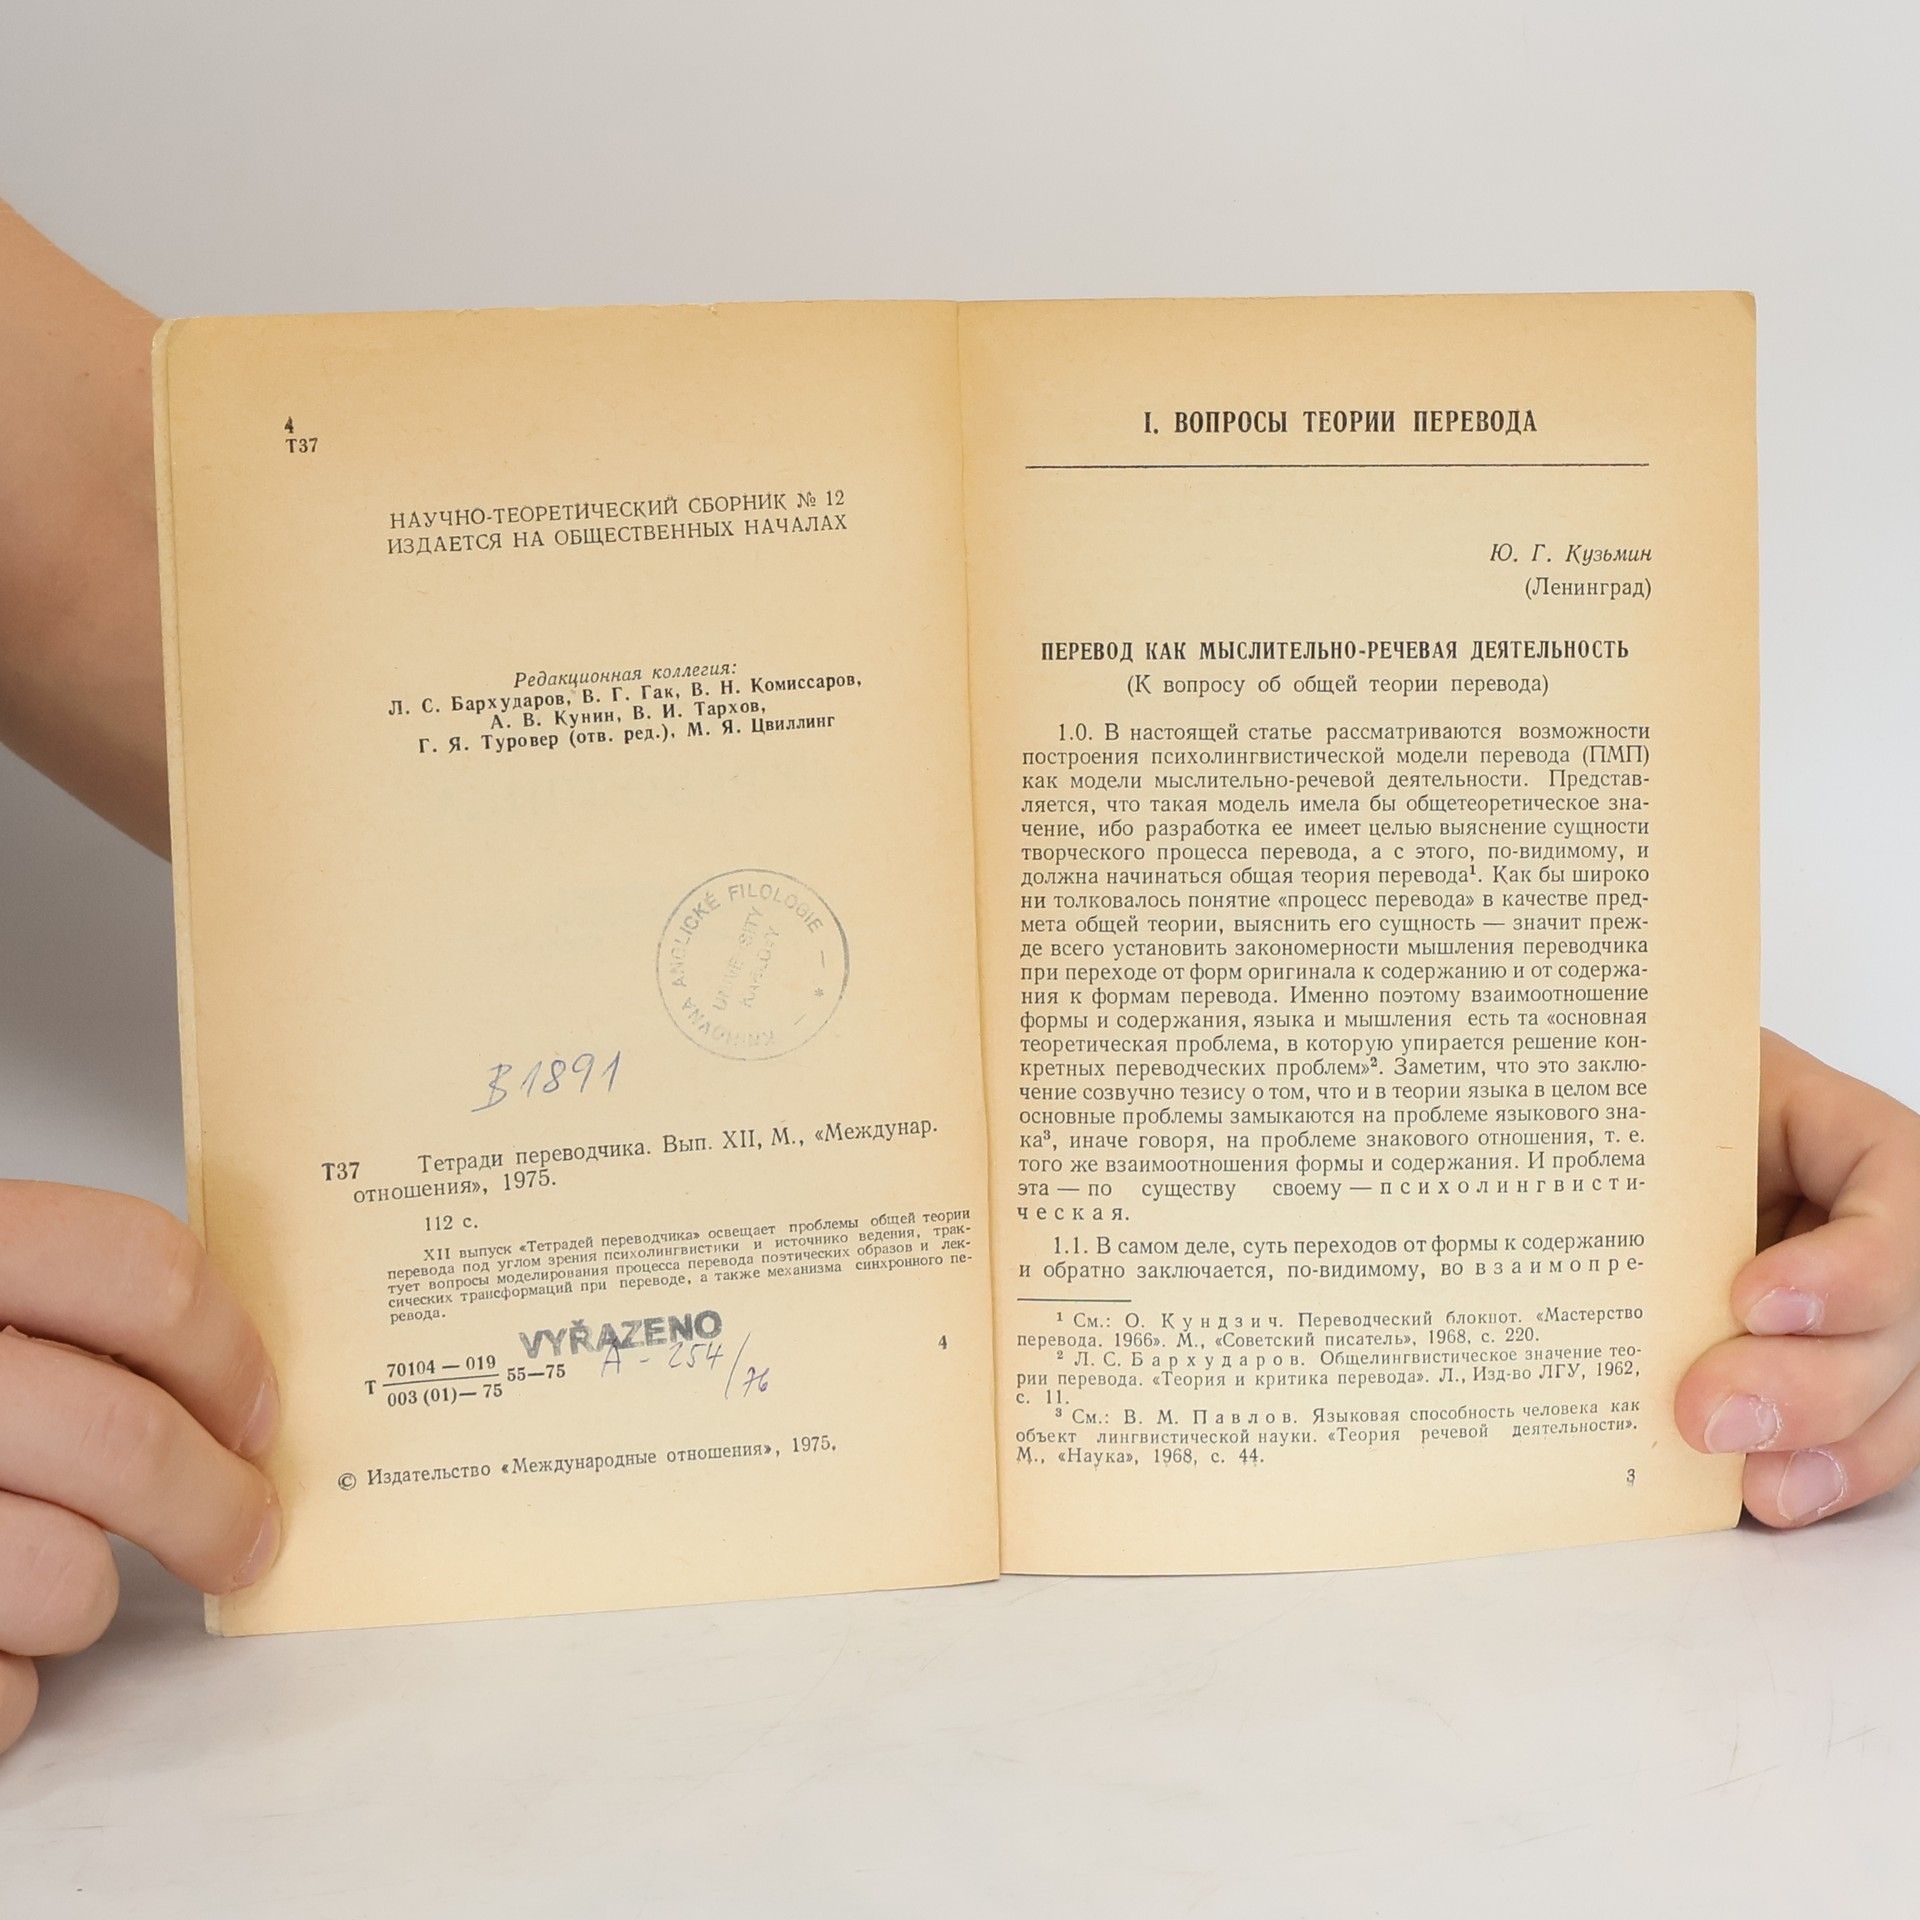 4
Т37
НАУЧНО-ТЕОРЕТИЧЕСКИЙ СБОРНИК № 12
ИЗДАЕТСЯ НА ОБЩЕСТВЕННЫХ НАЧАЛАХ
Редакционная коллегия:
Л. С. Бархударов, В. Г. Гак, В. Н. Комиссаров,
А. В. Кунин, В. И. Тархов,
Г. Я. Туровер (отв. ред.), М. Я. Цвиллинг
KNIHOVNA ANGLICKÉ FILOLOGIE — * —
UNIVERSITY
KARLOVY
B 1891
Т37 Тетради переводчика. Вып. XII, М., «Междунар.
отношения», 1975.
112 с.
XII выпуск «Тетрадей переводчика» освещает проблемы общей теории
перевода под углом зрения психолингвистики и источнико ведения, трак-
тует вопросы моделирования процесса перевода поэтических образов и лек-
сических трансформаций при переводе, а также механизма синхронного пе-
ревода.
VYŘAZENO
Т 70104 — 019 / 003 (01)— 75 55—75
A - 254/76
4
© Издательство «Международные отношения», 1975.
I. ВОПРОСЫ ТЕОРИИ ПЕРЕВОДА
Ю. Г. Кузьмин
(Ленинград)
ПЕРЕВОД КАК МЫСЛИТЕЛЬНО-РЕЧЕВАЯ ДЕЯТЕЛЬНОСТЬ
(К вопросу об общей теории перевода)
1.0. В настоящей статье рассматриваются возможности
построения психолингвистической модели перевода (ПМП)
как модели мыслительно-речевой деятельности. Представ-
ляется, что такая модель имела бы общетеоретическое зна-
чение, ибо разработка ее имеет целью выяснение сущности
творческого процесса перевода, а с этого, по-видимому, и
должна начинаться общая теория перевода¹. Как бы широко
ни толковалось понятие «процесс перевода» в качестве пред-
мета общей теории, выяснить его сущность — значит преж-
де всего установить закономерности мышления переводчика
при переходе от форм оригинала к содержанию и от содержа-
ния к формам перевода. Именно поэтому взаимоотношение
формы и содержания, языка и мышления есть та «основная
теоретическая проблема, в которую упирается решение кон-
кретных переводческих проблем»². Заметим, что это заклю-
чение созвучно тезису о том, что и в теории языка в целом все
основные проблемы замыкаются на проблеме языкового зна-
ка³, иначе говоря, на проблеме знакового отношения, т. е.
того же взаимоотношения формы и содержания. И проблема
эта — по существу своему — п с и х о л и н г в и с т и-
ч е с к а я.
1.1. В самом деле, суть переходов от формы к содержанию
и обратно заключается, по-видимому, во в з а и м о п р е-
¹ См.: О. К у н д з и ч. Переводческий блокнот. «Мастерство
перевода. 1966». М., «Советский писатель», 1968, с. 220.
² Л. С. Б а р х у д а р о в. Общелингвистическое значение тео-
рии перевода. «Теория и критика перевода». Л., Изд-во ЛГУ, 1962,
с. 11.
³ См.: В. М. П а в л о в. Языковая способность человека как
объект лингвистической науки. «Теория речевой деятельности».
М., «Наука», 1968, с. 44.
3